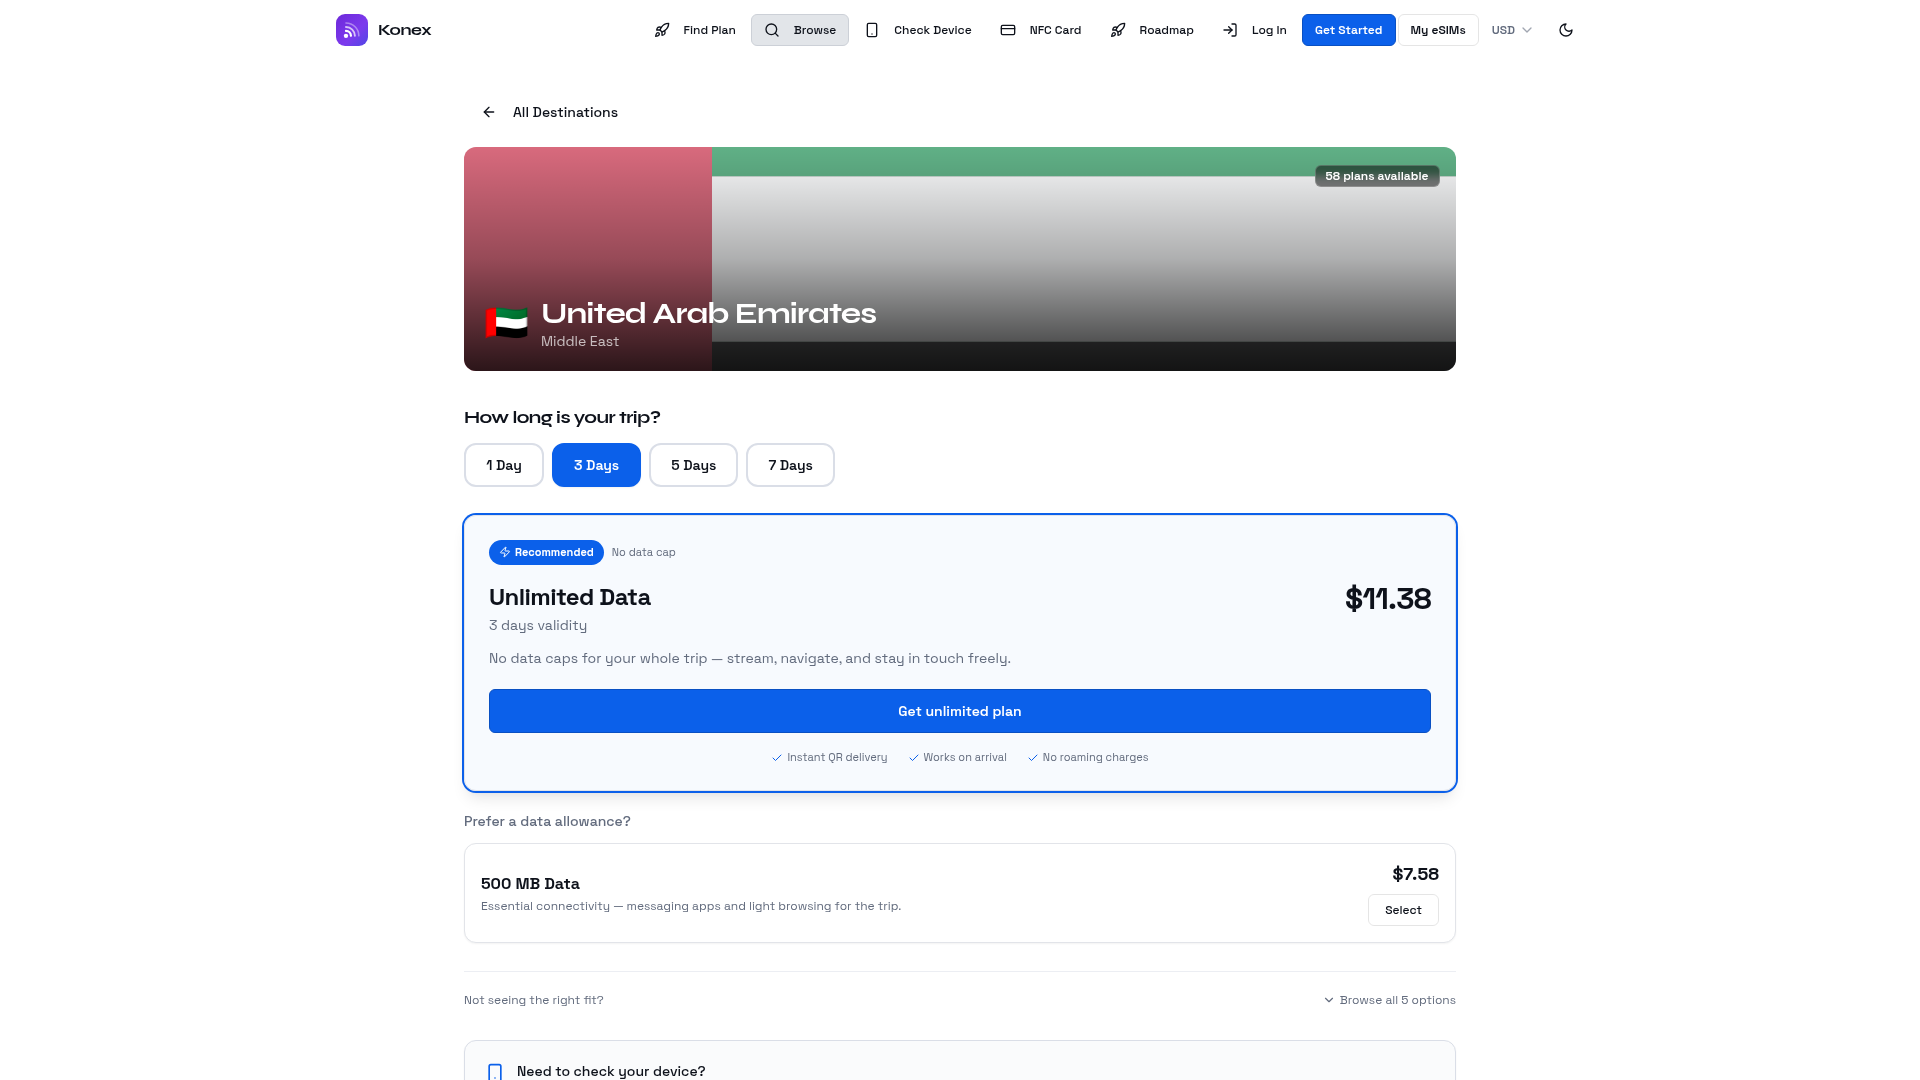 Konex
Find Plan
Browse
Check Device
NFC Card
Roadmap
Log In
Get Started
My eSIMs
USD
All Destinations
58 plans available
United Arab Emirates
Middle East
How long is your trip?
1 Day
3 Days
5 Days
7 Days
Recommended
No data cap
Unlimited Data
$11.38
3 days validity
No data caps for your whole trip — stream, navigate, and stay in touch freely.
Get unlimited plan
Instant QR delivery
Works on arrival
No roaming charges
Prefer a data allowance?
500 MB Data
$7.58
Essential connectivity — messaging apps and light browsing for the trip.
Select
Not seeing the right fit?
Browse all 5 options
Need to check your device?